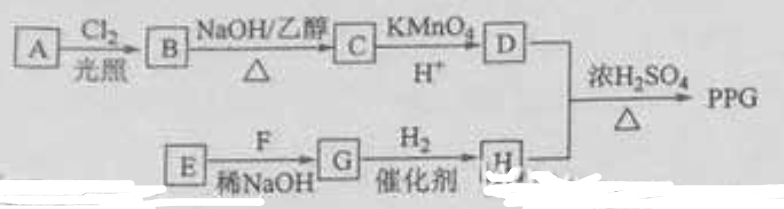 A Cl₂ 光照 B NaOH/乙醇 △ C KMnO₄ H⁺ D
浓H₂SO₄ △ PPG
E F 稀NaOH G H₂ 催化剂 H